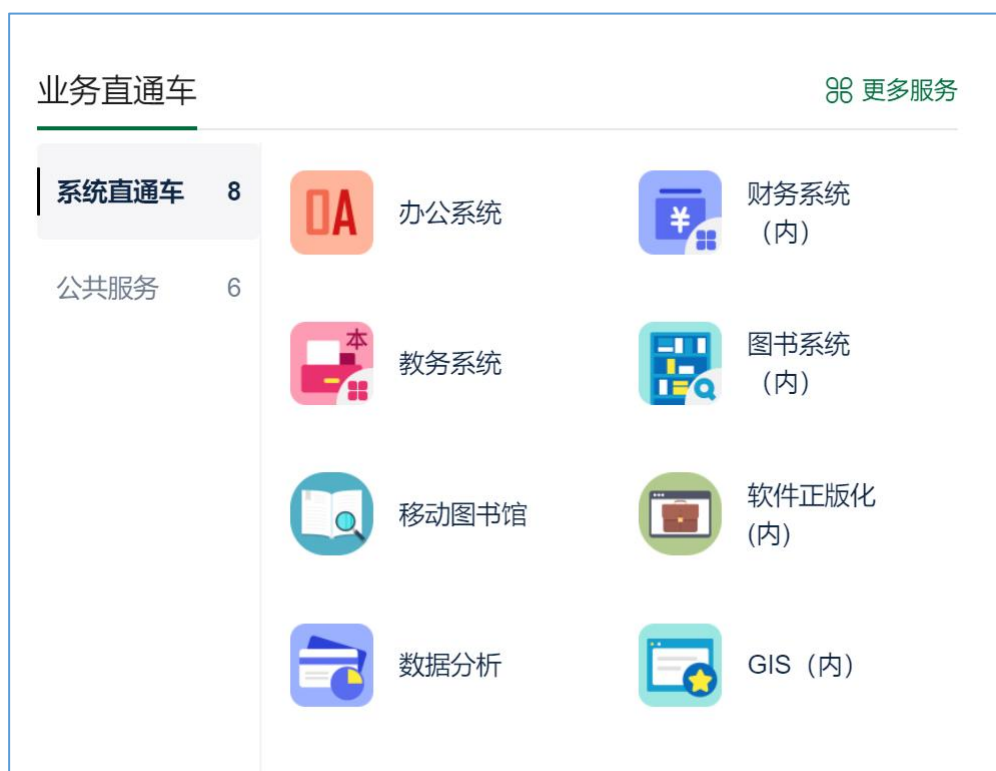 业务直通车
更多服务
系统直通车 8
公共服务 6
OA 办公系统
¥ 财务系统
（内）
本 教务系统
图书系统
（内）
移动图书馆
软件正版化
(内)
数据分析
GIS（内）